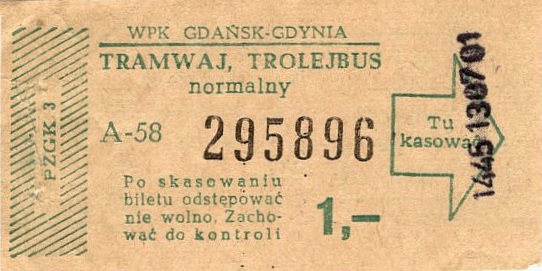 WPK GDAŃSK-GDYNIA
TRAMWAJ, TROLEJBUS
normalny
A-58
295896
Po skasowaniu
biletu odstępować
nie wolno. Zacho-
wać do kontroli
1,—
Tu
kasować
PZGK 3